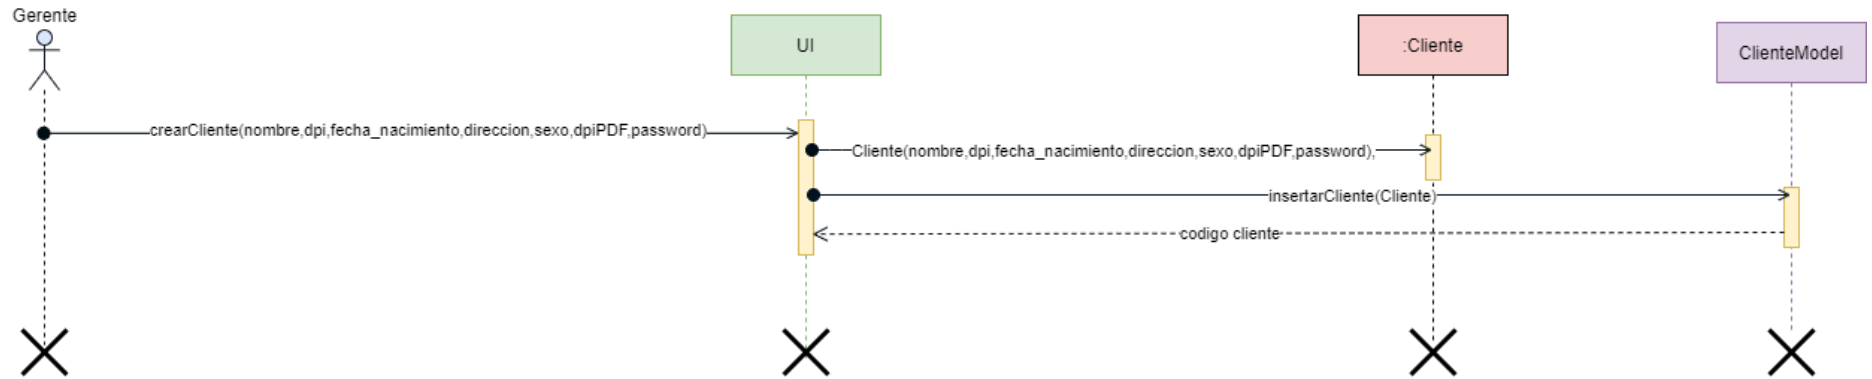 Gerente
UI
:Cliente
ClienteModel
crearCliente(nombre,dpi,fecha_nacimiento,direccion,sexo,dpiPDF,password)
Cliente(nombre,dpi,fecha_nacimiento,direccion,sexo,dpiPDF,password),
insertarCliente(Cliente)
codigo cliente